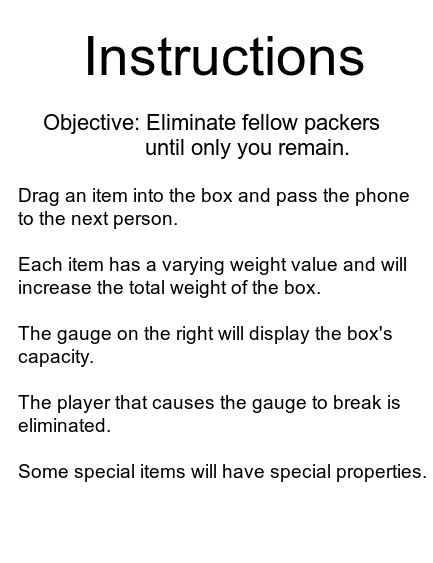 Instructions
Objective: Eliminate fellow packers
until only you remain.
Drag an item into the box and pass the phone
to the next person.
Each item has a varying weight value and will
increase the total weight of the box.
The gauge on the right will display the box's
capacity.
The player that causes the gauge to break is
eliminated.
Some special items will have special properties.